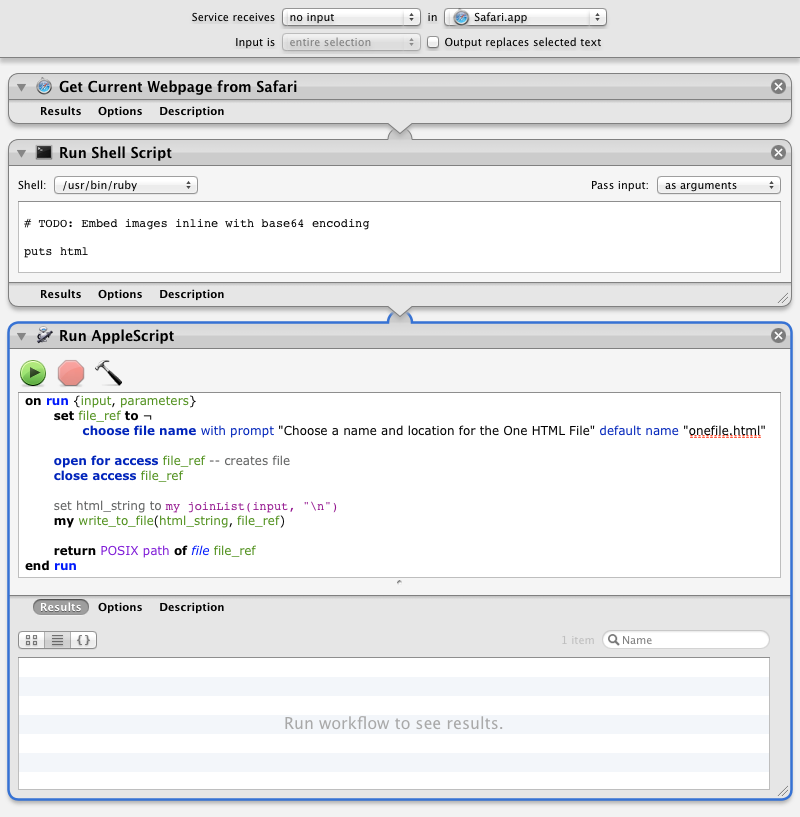 Service receives no input in Safari.app
Input is entire selection Output replaces selected text
Get Current Webpage from Safari
Results Options Description
Run Shell Script
Shell: /usr/bin/ruby Pass input: as arguments
# TODO: Embed images inline with base64 encoding
puts html
Results Options Description
Run AppleScript
on run {input, parameters}
set file_ref to ¬
choose file name with prompt "Choose a name and location for the One HTML File" default name "onefile.html"
open for access file_ref -- creates file
close access file_ref
set html_string to my joinList(input, "\n")
my write_to_file(html_string, file_ref)
return POSIX path of file file_ref
end run
Results Options Description
{} 1 item Name
Run workflow to see results.